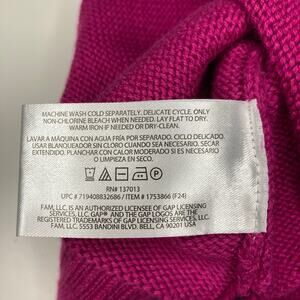 MACHINE WASH COLD SEPARATELY. DELICATE CYCLE. ONLY
NON-CHLORINE BLEACH WHEN NEEDED. LAY FLAT TO DRY.
WARM IRON IF NEEDED OR DRY-CLEAN.
LAVAR A MÁQUINA CON AGUA FRÍA POR SEPARADO. CICLO DELICADO.
USAR BLANQUEADOR SIN CLORO CUANDO SEA NECESARIO. SECAR
EXTENDIDO. PLANCHAR CON CALOR MODERADO SI ES NECESARIO
O LIMPIEZA EN SECO.
RN# 137013
UPC # 719408832686 / ITEM # 1753866 (F24)
FAM, LLC. IS AN AUTHORIZED LICENSEE OF GAP LICENSING
SERVICES, LLC. GAP® AND THE GAP LOGOS ARE THE
REGISTERED TRADEMARKS OF GAP LICENSING SERVICES, LLC.
FAM, LLC. 5553 BANDINI BLVD. BELL, CA 90201 USA